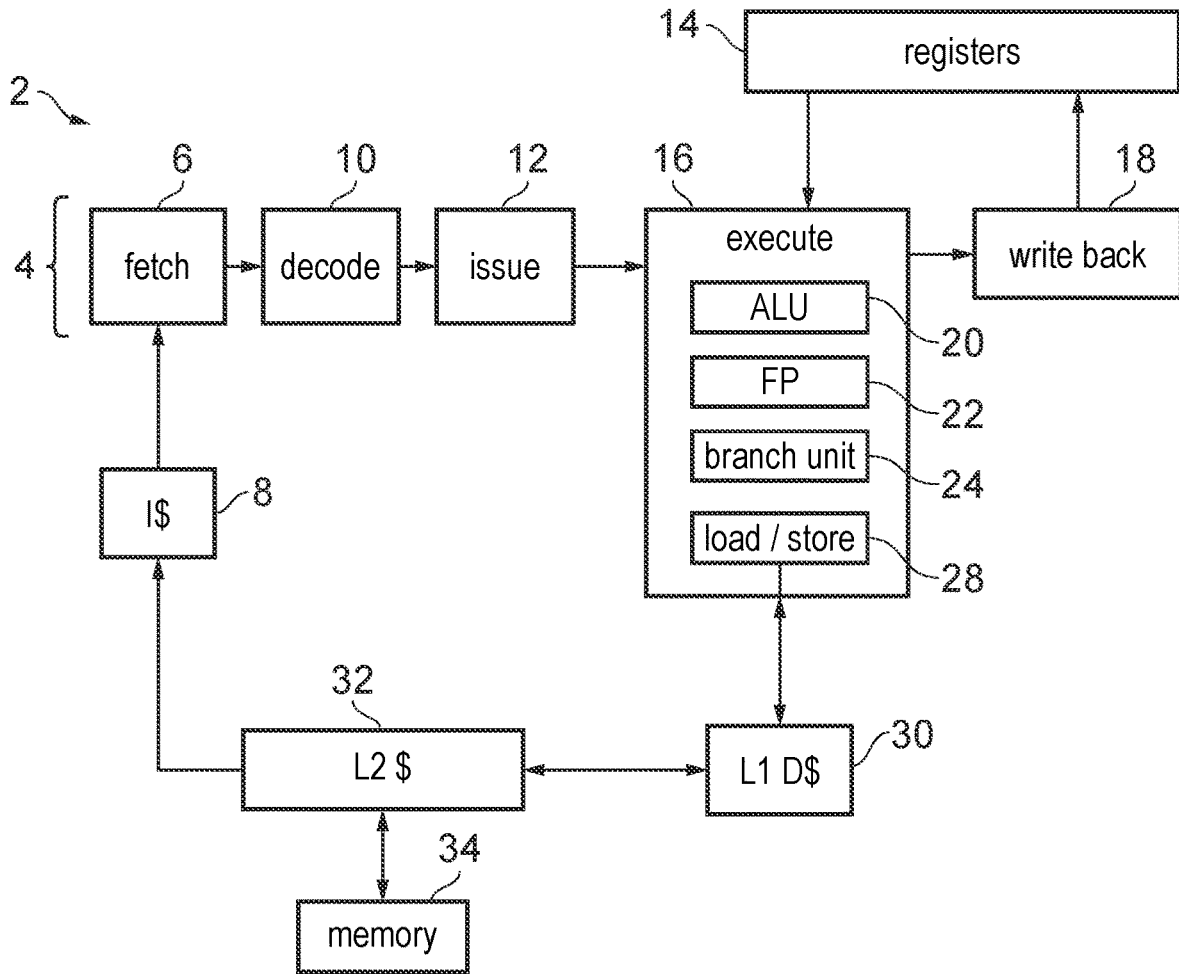 14
registers
2
6
10
12
16
18
4
fetch
decode
issue
execute
write back
ALU
20
FP
22
branch unit
24
I$
8
load / store
28
32
L2 $
L1 D$
30
34
memory